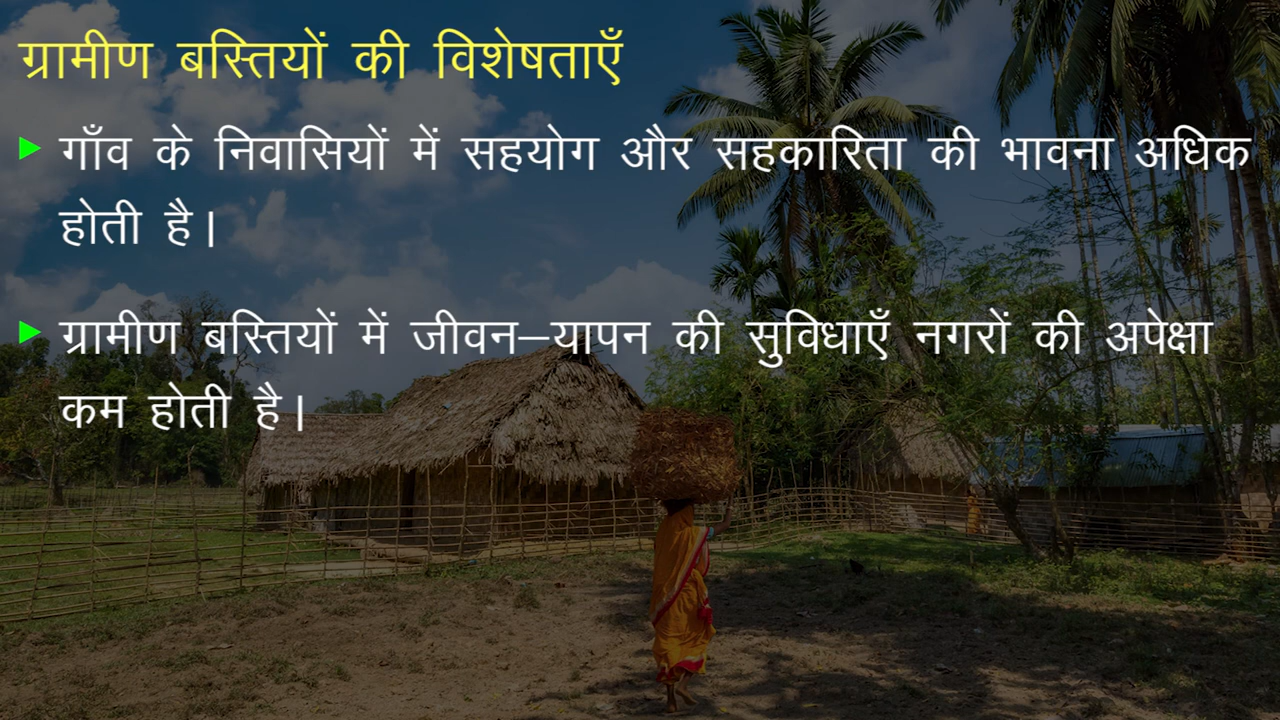 ग्रामीण बस्तियों की विशेषताएँ
गाँव के निवासियों में सहयोग और सहकारिता की भावना अधिक
होती है।
ग्रामीण बस्तियों में जीवन–यापन की सुविधाएँ नगरों की अपेक्षा
कम होती है।